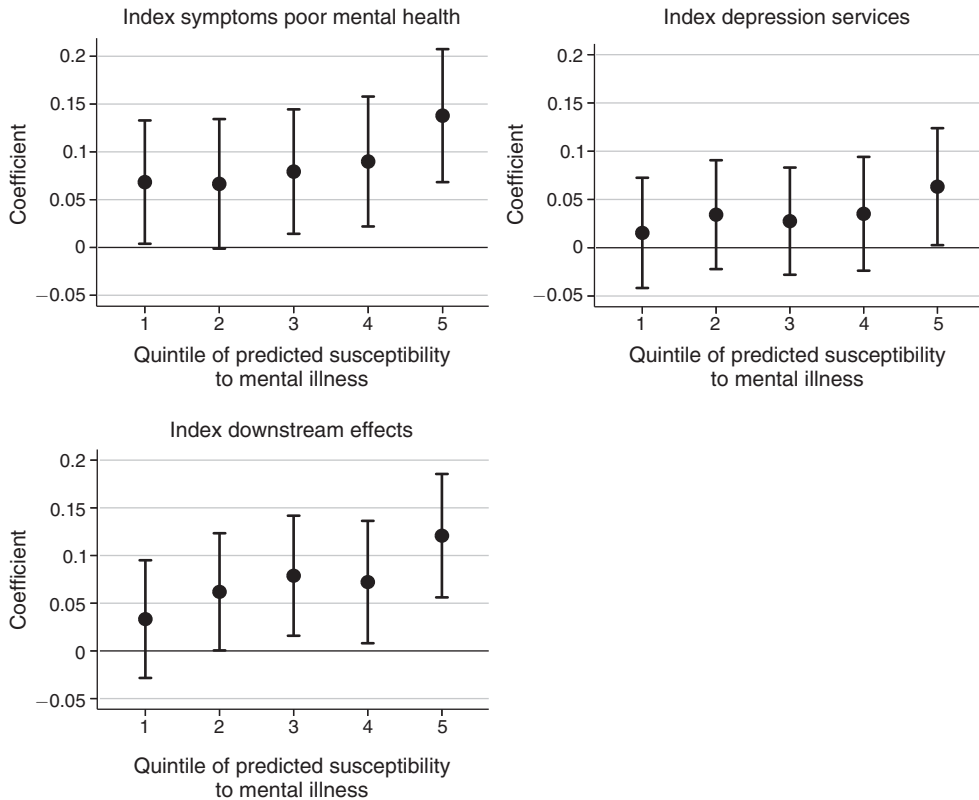 Index symptoms poor mental health
Coefficient
0.2
0.15
0.1
0.05
0
−0.05
1 2 3 4 5
Quintile of predicted susceptibility
to mental illness
Index depression services
Coefficient
0.2
0.15
0.1
0.05
0
−0.05
1 2 3 4 5
Quintile of predicted susceptibility
to mental illness
Index downstream effects
Coefficient
0.2
0.15
0.1
0.05
0
−0.05
1 2 3 4 5
Quintile of predicted susceptibility
to mental illness